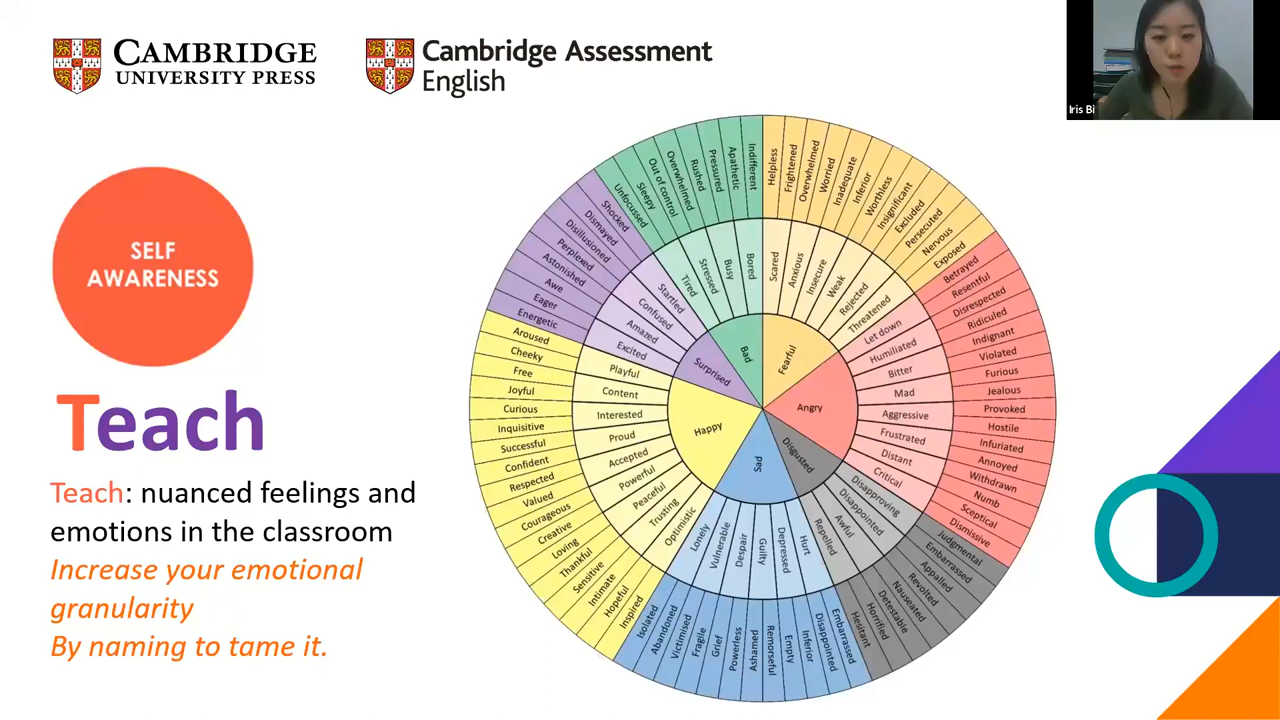 CAMBRIDGE
UNIVERSITY PRESS
Cambridge Assessment
English
Iris Bi
SELF
AWARENESS
Teach
Teach: nuanced feelings and
emotions in the classroom
Increase your emotional
granularity
By naming to tame it.
Bad
Fearful
Angry
Disgusted
Sad
Happy
Surprised
Scared
Anxious
Insecure
Weak
Rejected
Threatened
Let down
Humiliated
Bitter
Mad
Aggressive
Frustrated
Distant
Critical
Disapproving
Disappointed
Awful
Repelled
Hurt
Depressed
Guilty
Despair
Vulnerable
Lonely
Optimistic
Trusting
Peaceful
Powerful
Accepted
Proud
Interested
Content
Playful
Excited
Amazed
Confused
Startled
Tired
Stressed
Busy
Bored
Helpless
Frightened
Overwhelmed
Worried
Inadequate
Inferior
Worthless
Insignificant
Excluded
Persecuted
Nervous
Exposed
Betrayed
Resentful
Disrespected
Ridiculed
Indignant
Violated
Furious
Jealous
Provoked
Hostile
Infuriated
Annoyed
Withdrawn
Numb
Sceptical
Dismissive
Judgmental
Embarrassed
Appalled
Revolted
Nauseated
Detestable
Horrified
Hesitant
Embarrassed
Disappointed
Inferior
Empty
Remorseful
Ashamed
Powerless
Grief
Fragile
Victimised
Abandoned
Isolated
Inspired
Hopeful
Intimate
Sensitive
Thankful
Loving
Creative
Courageous
Valued
Respected
Confident
Successful
Inquisitive
Curious
Joyful
Free
Cheeky
Aroused
Energetic
Eager
Awe
Astonished
Perplexed
Disillusioned
Dismayed
Shocked
Unfocussed
Sleepy
Out of control
Overwhelmed
Rushed
Pressured
Apathetic
Indifferent